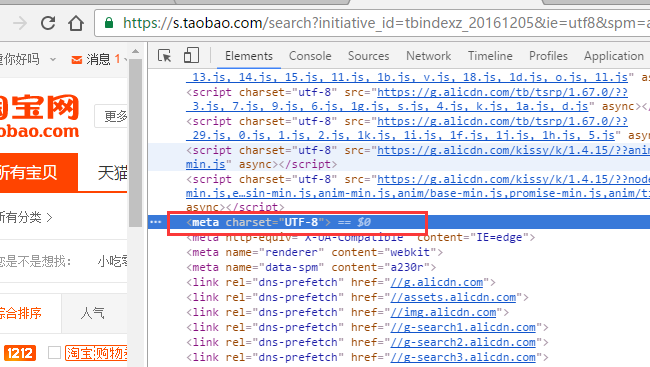 https://s.taobao.com/search?initiative_id=tbindexz_20161205&ie=utf8&spm=a
重你好吗 消息 1
淘宝网
obao.com
更多
所有宝贝 天猫
所有分类 >
您是不是想找: 小吃零
综合排序 人气
1212 淘宝|购物券
Elements Console Sources Network Timeline Profiles Application
_13.js, 14.js, 15.js, 11.js, 1b.js, v.js, 18.js, 1d.js, o.js, 11.js" as
<script charset="utf-8" src="https://g.alicdn.com/tb/tsrp/1.67.0/??
_3.js, 7.js, 9.js, 6.js, 1g.js, s.js, 4.js, k.js, 1a.js, d.js" async></
<script charset="utf-8" src="https://g.alicdn.com/tb/tsrp/1.67.0/??
_29.js, 0.js, 1.js, 2.js, 1k.js, 1i.js, 1f.js, 1j.js, 1h.js, 5.js" asyn
<script charset="utf-8" src="https://g.alicdn.com/kissy/k/1.4.15/??anim
min.js" async></script>
<script charset="utf-8" src="https://g.alicdn.com/kissy/k/1.4.15/??node
min.js,e…sin-min.js,anim-min.js,anim/base-min.js,promise-min.js,anim/ti
async></script>
••• <meta charset="UTF-8"> == $0
<meta http-equiv="X-UA-Compatible" content="IE=edge">
<meta name="renderer" content="webkit">
<meta name="data-spm" content="a230r">
<link rel="dns-prefetch" href="//g.alicdn.com">
<link rel="dns-prefetch" href="//assets.alicdn.com">
<link rel="dns-prefetch" href="//img.alicdn.com">
<link rel="dns-prefetch" href="//g-search1.alicdn.com">
<link rel="dns-prefetch" href="//g-search2.alicdn.com">
<link rel="dns-prefetch" href="//g-search3.alicdn.com">